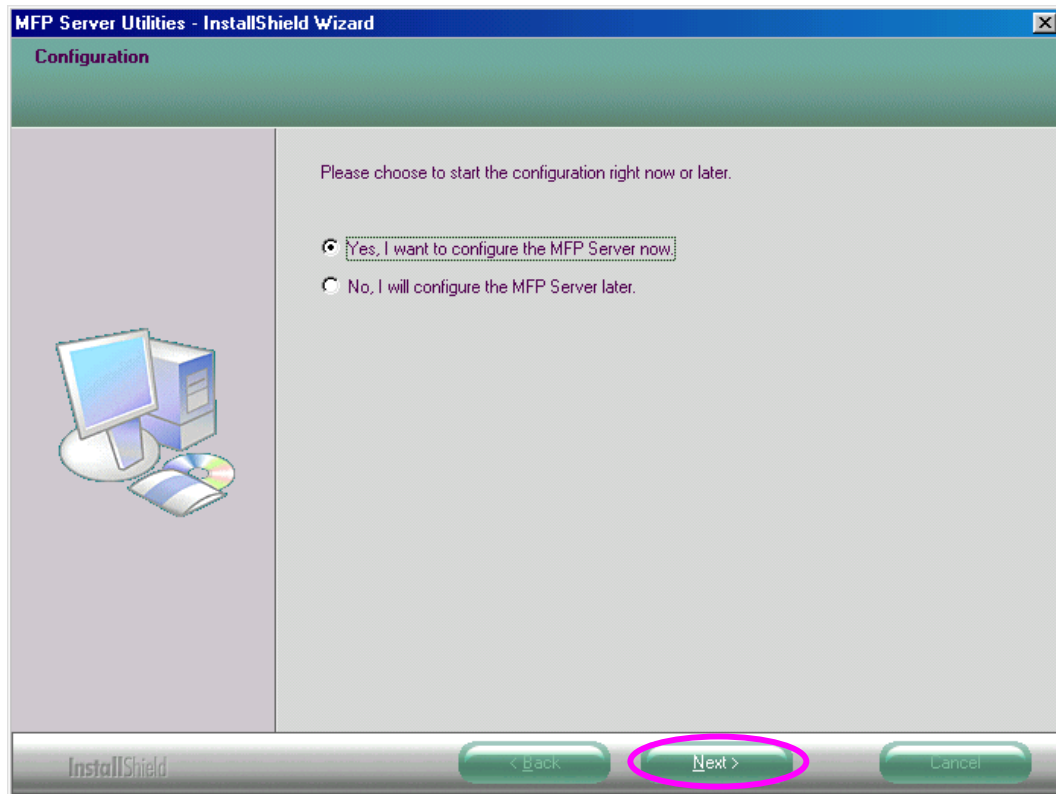 MFP Server Utilities - InstallShield Wizard
Configuration
Please choose to start the configuration right now or later.
Yes, I want to configure the MFP Server now.
No, I will configure the MFP Server later.
InstallShield
< Back
Next >
Cancel